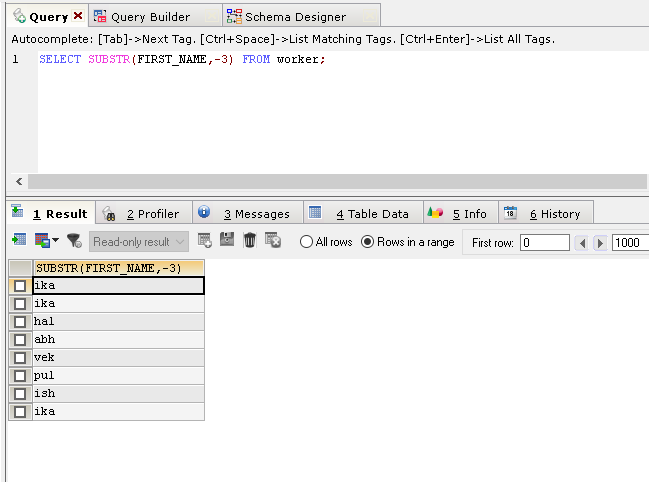 Query Query Builder Schema Designer
Autocomplete: [Tab]->Next Tag. [Ctrl+Space]->List Matching Tags. [Ctrl+Enter]->List All Tags.
1 SELECT SUBSTR(FIRST_NAME,-3) FROM worker;
1 Result 2 Profiler 3 Messages 4 Table Data 18 5 Info 6 History
Read-only result All rows Rows in a range First row: 0 1000
SUBSTR(FIRST_NAME,-3)
ika
ika
hal
abh
vek
pul
ish
ika